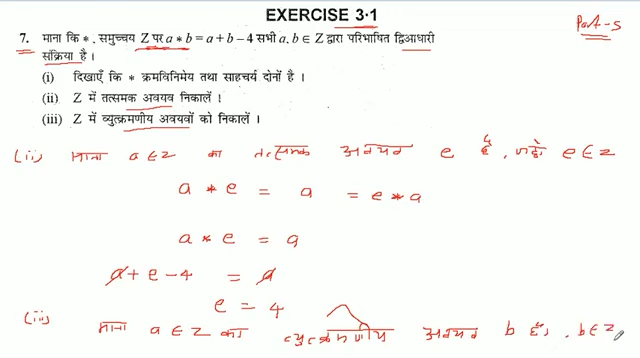 EXERCISE 3·1
Part-5
7. माना कि *, समुच्चय Z पर a * b = a + b – 4 सभी a, b ∈ Z द्वारा परिभाषित द्विआधारी
संक्रिया है ।
(i) दिखाएँ कि * क्रमविनिमेय तथा साहचर्य दोनों है ।
(ii) Z में तत्समक अवयव निकालें ।
(iii) Z में व्युत्क्रमणीय अवयवों को निकालें ।
(ii) माना a ∈ Z का तत्समक अवयव e है, जहाँ e ∈ Z
a * e = a = e * a
a * e = a
a + e - 4 = a
e = 4
(iii) माना a ∈ Z का व्युत्क्रमणीय अवयव b है, b ∈ Z